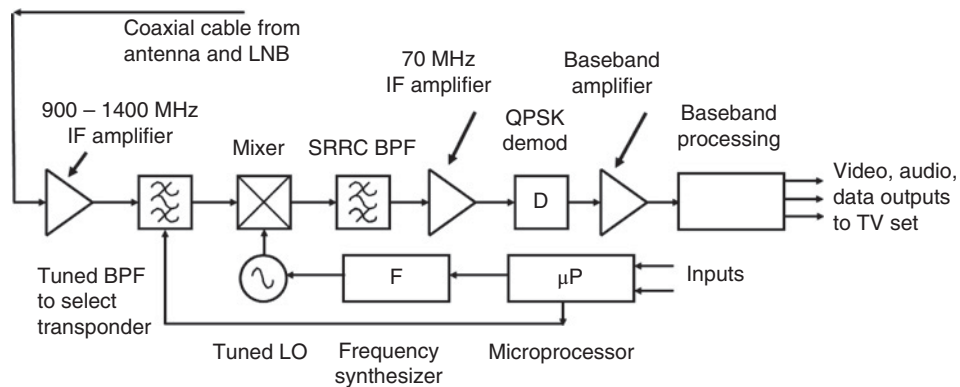 Coaxial cable from
antenna and LNB
900 – 1400 MHz
IF amplifier
Mixer
SRRC BPF
70 MHz
IF amplifier
QPSK
demod
Baseband
amplifier
Baseband
processing
D
Video, audio,
data outputs
to TV set
Tuned BPF
to select
transponder
F
μP
Inputs
Tuned LO
Frequency
synthesizer
Microprocessor